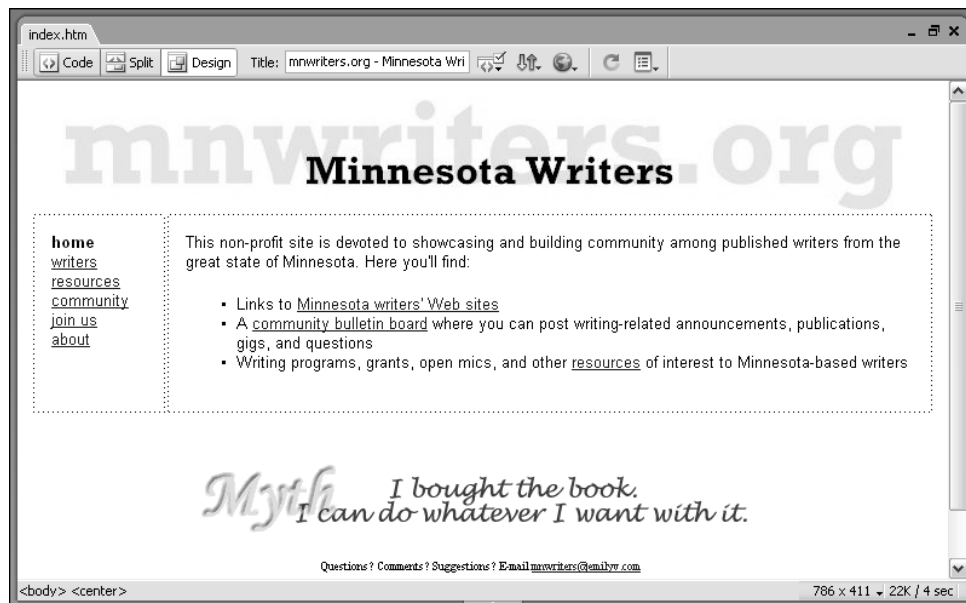 index.htm
Code Split Design Title: mnwriters.org - Minnesota Wri
mnwriters.org
Minnesota Writers
home
writers
resources
community
join us
about
This non-profit site is devoted to showcasing and building community among published writers from the
great state of Minnesota. Here you'll find:
▪ Links to Minnesota writers' Web sites
▪ A community bulletin board where you can post writing-related announcements, publications,
gigs, and questions
▪ Writing programs, grants, open mics, and other resources of interest to Minnesota-based writers
Myth
I bought the book.
I can do whatever I want with it.
Questions? Comments? Suggestions? E-mail mnwriters@emilyv.com
<body> <center> 786 x 411 22K / 4 sec